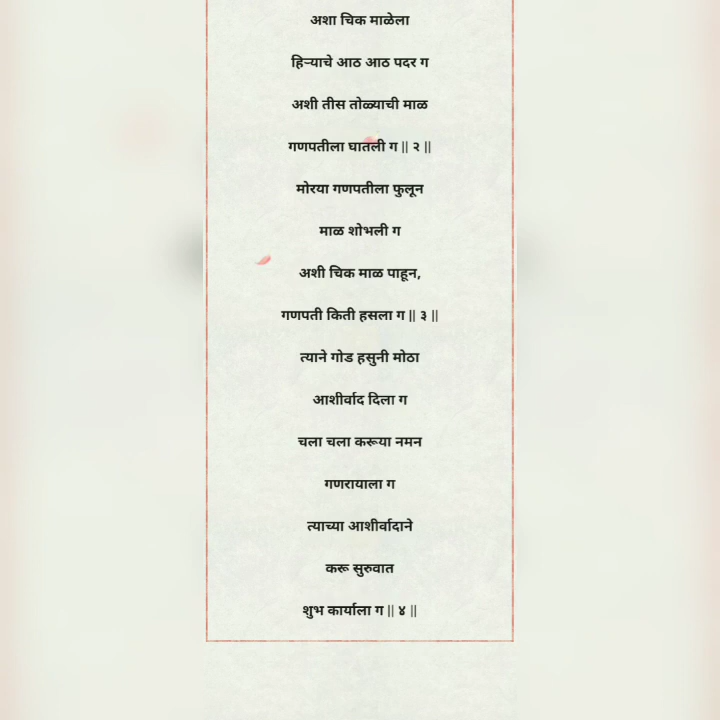 अशा चिक माळेला
हिऱ्याचे आठ आठ पदर ग
अशी तीस तोळ्याची माळ
गणपतीला घातली ग || २ ||
मोरया गणपतीला फुलून
माळ शोभली ग
अशी चिक माळ पाहून,
गणपती किती हसला ग || ३ ||
त्याने गोड हसुनी मोठा
आशीर्वाद दिला ग
चला चला करूया नमन
गणरायाला ग
त्याच्या आशीर्वादाने
करू सुरुवात
शुभ कार्याला ग || ४ ||